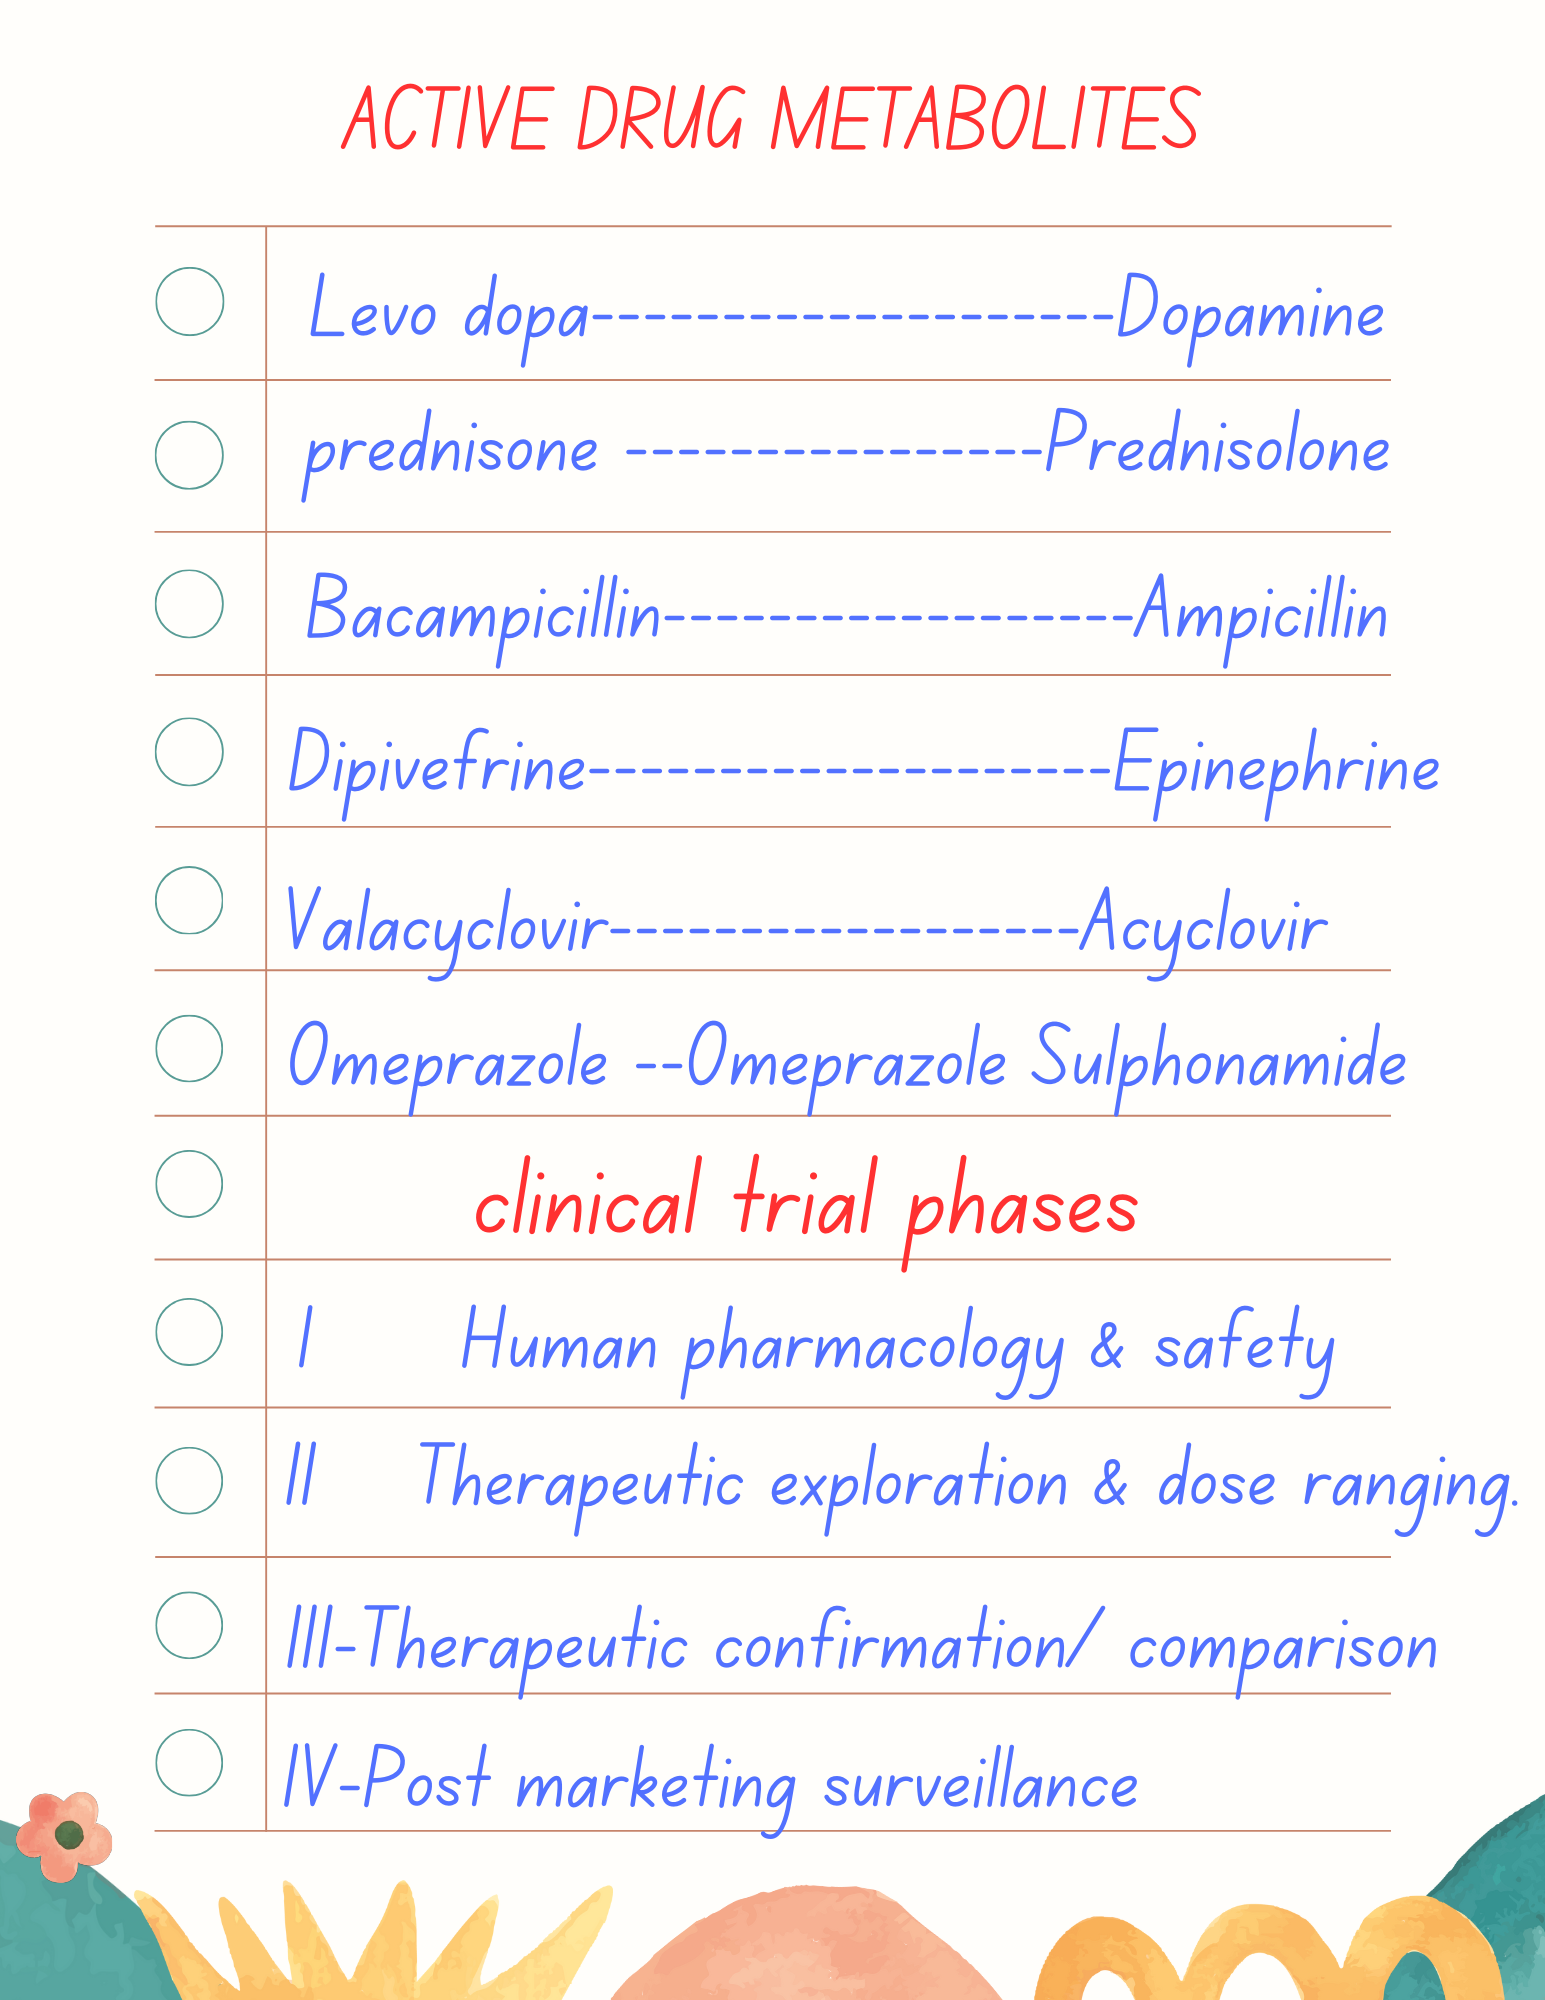 ACTIVE DRUG METABOLITES
Levo dopa--------------------Dopamine
prednisone ----------------Prednisolone
Bacampicillin------------------Ampicillin
Dipivefrine--------------------Epinephrine
Valacyclovir------------------Acyclovir
Omeprazole --Omeprazole Sulphonamide
clinical trial phases
I Human pharmacology & safety
II Therapeutic exploration & dose ranging.
III-Therapeutic confirmation/ comparison
IV-Post marketing surveillance